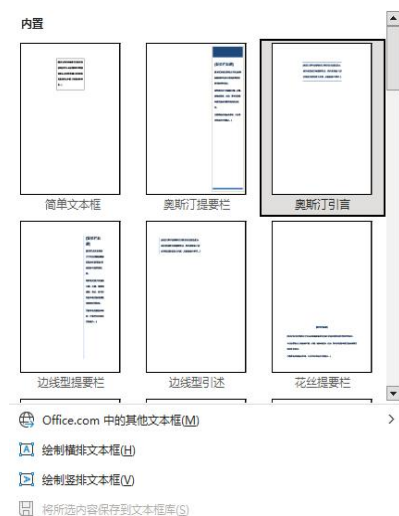 内置
简单文本框
奥斯汀提要栏
奥斯汀引言
边线型提要栏
边线型引述
花丝提要栏
Office.com 中的其他文本框(M)
绘制横排文本框(H)
绘制竖排文本框(V)
将所选内容保存到文本框库(S)